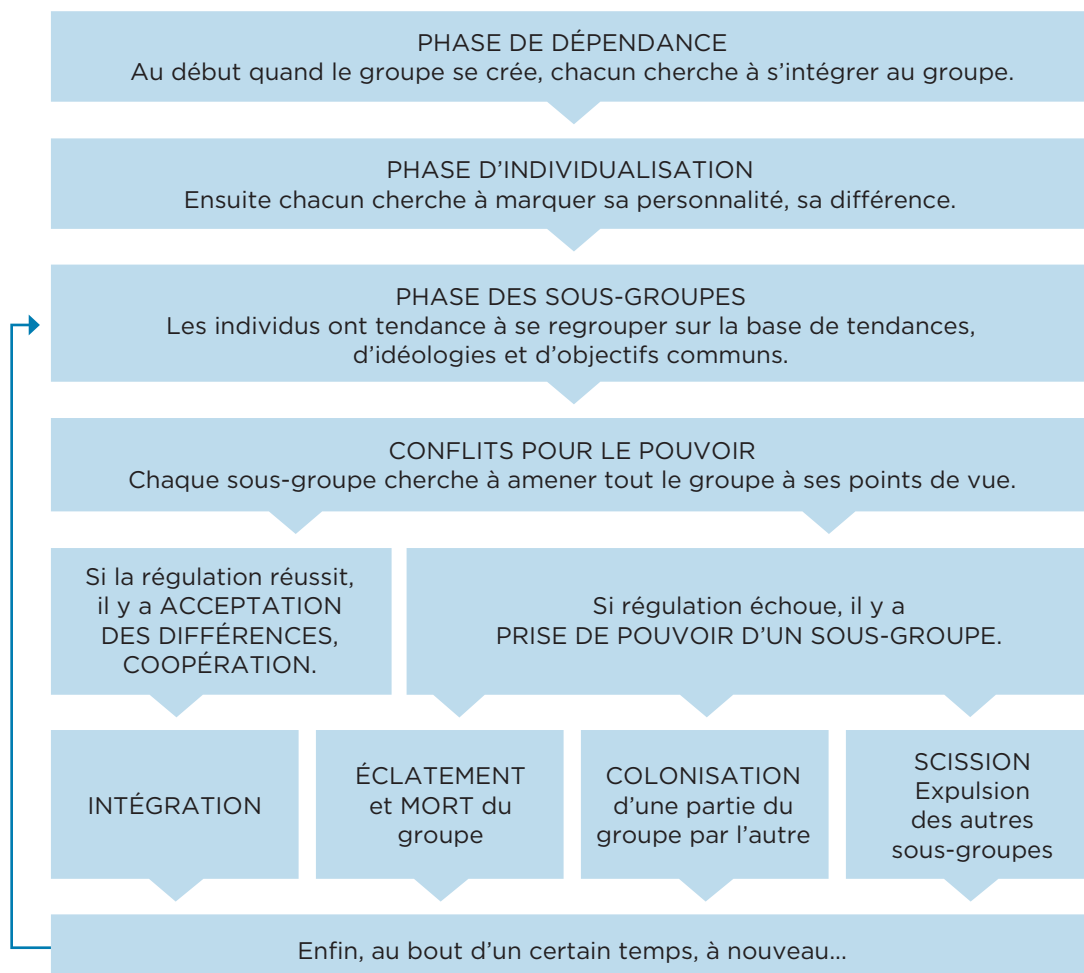 PHASE DE DÉPENDANCE
Au début quand le groupe se crée, chacun cherche à s’intégrer au groupe.
PHASE D’INDIVIDUALISATION
Ensuite chacun cherche à marquer sa personnalité, sa différence.
PHASE DES SOUS-GROUPES
Les individus ont tendance à se regrouper sur la base de tendances,
d’idéologies et d’objectifs communs.
CONFLITS POUR LE POUVOIR
Chaque sous-groupe cherche à amener tout le groupe à ses points de vue.
Si la régulation réussit,
il y a ACCEPTATION
DES DIFFÉRENCES,
COOPÉRATION.
Si régulation échoue, il y a
PRISE DE POUVOIR D’UN SOUS-GROUPE.
INTÉGRATION
ÉCLATEMENT
et MORT du
groupe
COLONISATION
d’une partie du
groupe par l’autre
SCISSION
Expulsion
des autres
sous-groupes
Enfin, au bout d’un certain temps, à nouveau...